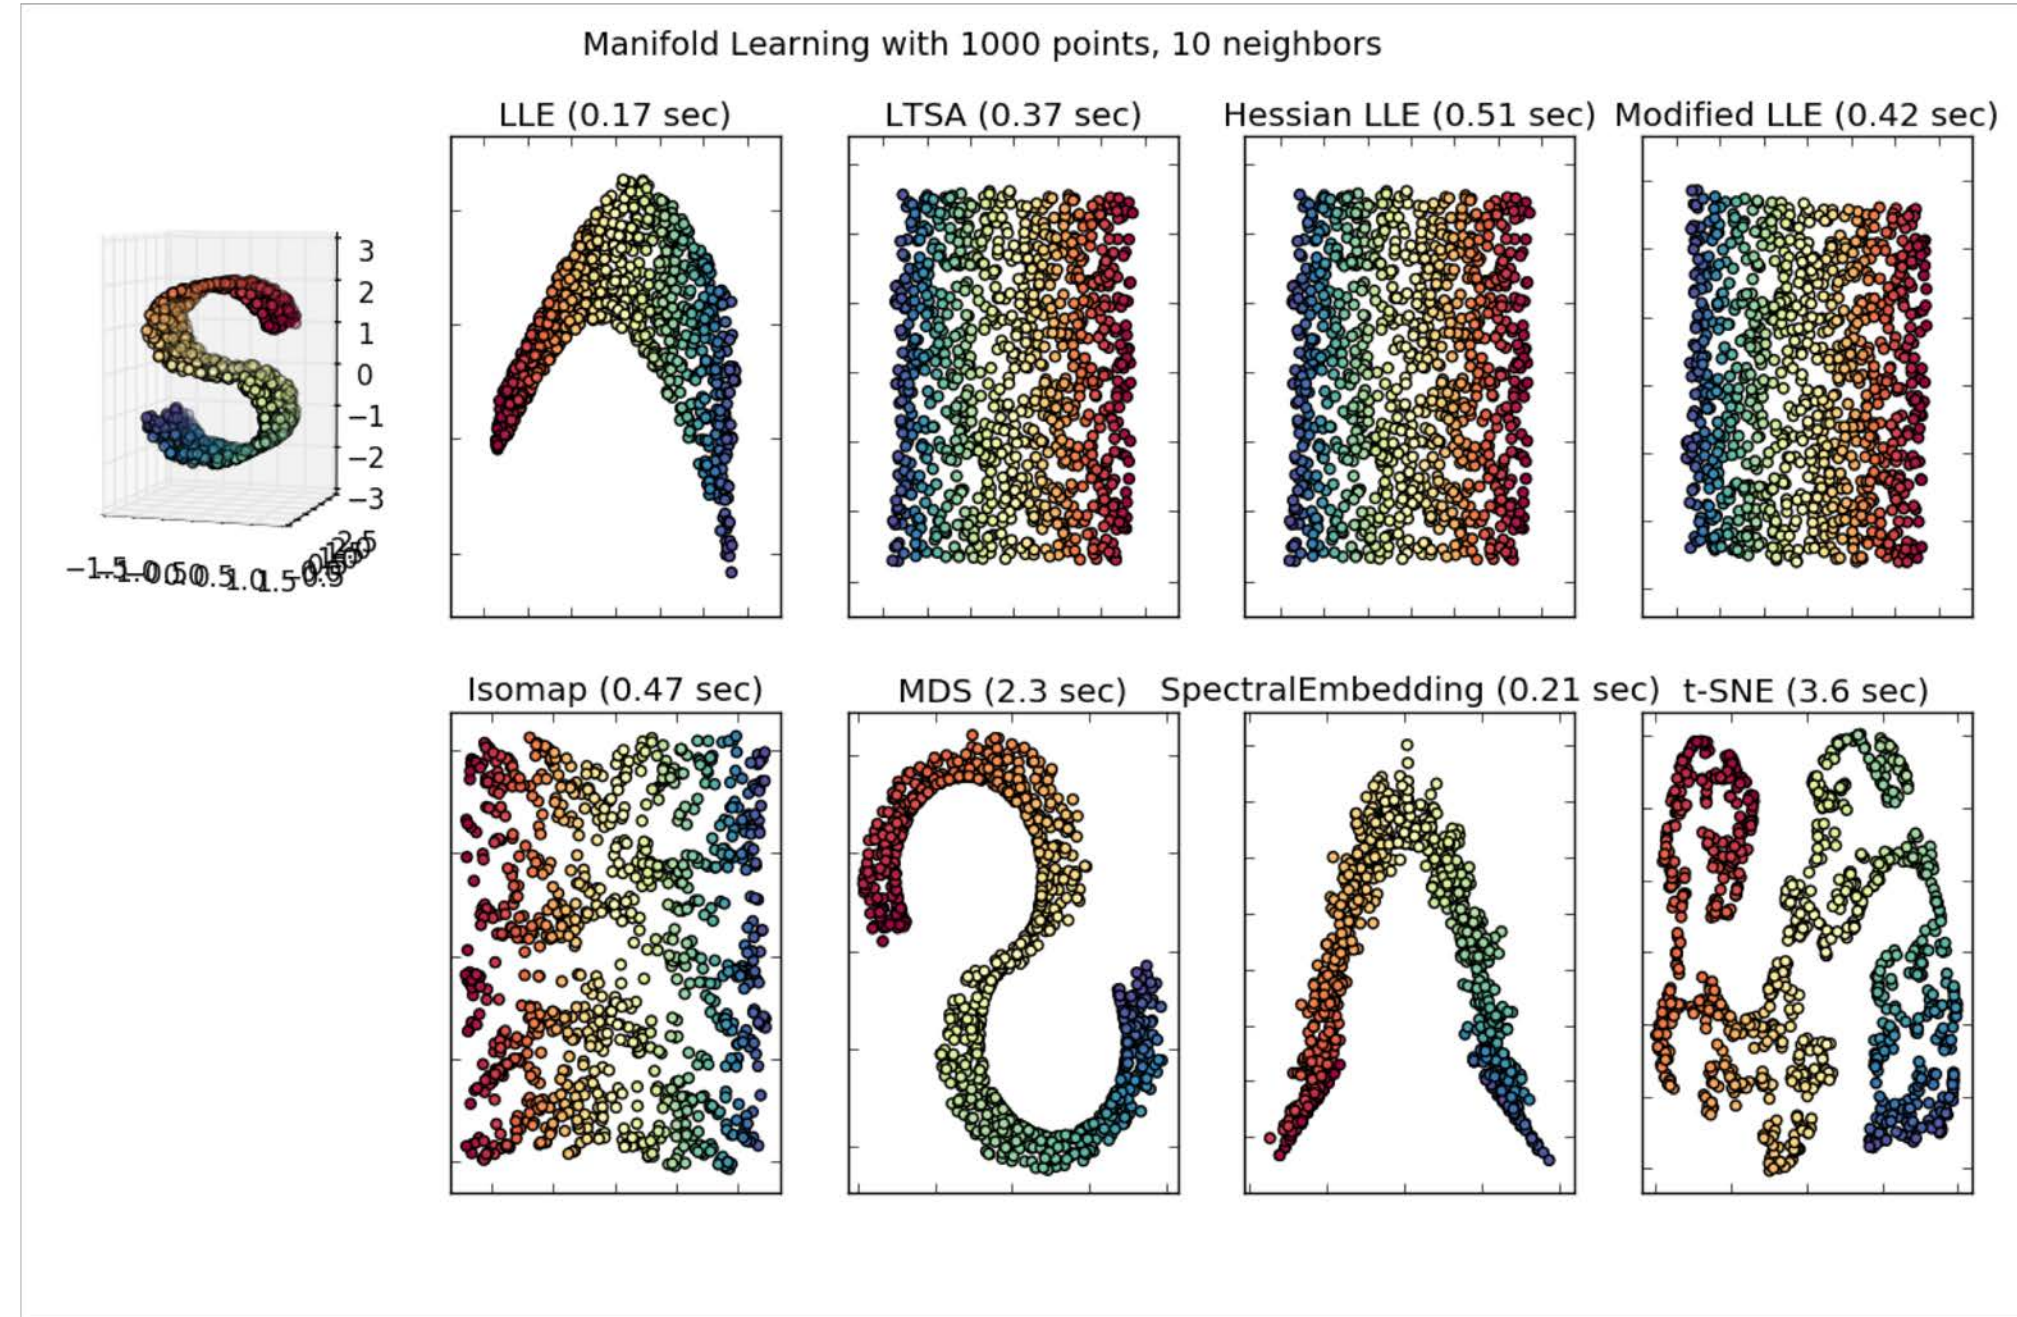 Manifold Learning with 1000 points, 10 neighbors
LLE (0.17 sec)
LTSA (0.37 sec)
Hessian LLE (0.51 sec)
Modified LLE (0.42 sec)
3
2
1
0
−1
−2
−3
−1.5
Isomap (0.47 sec)
MDS (2.3 sec)
SpectralEmbedding (0.21 sec)
t-SNE (3.6 sec)